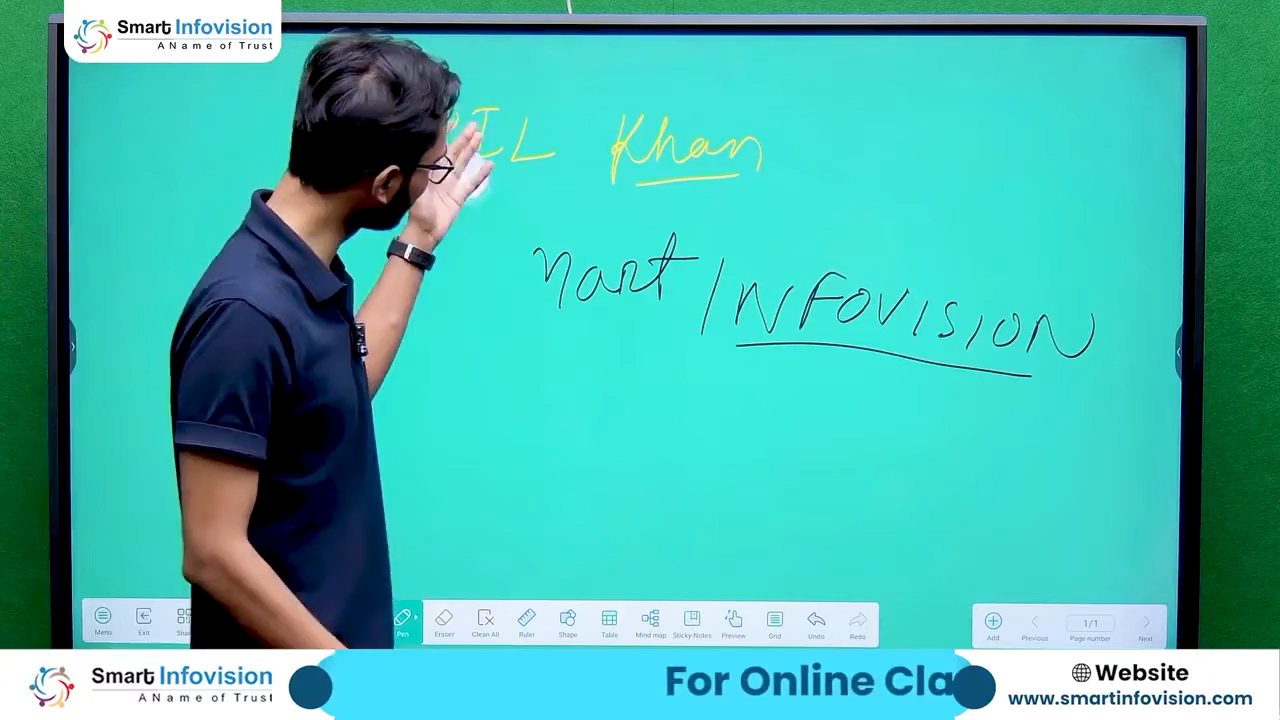 Smart Infovision
A Name of Trust
IL Khan
mart INFOVISION
Menu Exit Pen Eraser Clean All Ruler Shape Table Mind map Sticky-Notes Preview Grid Undo Redo
Add Previous 1/1 Page number Next
Smart Infovision
A Name of Trust
For Online Cla
Website
www.smartinfovision.com